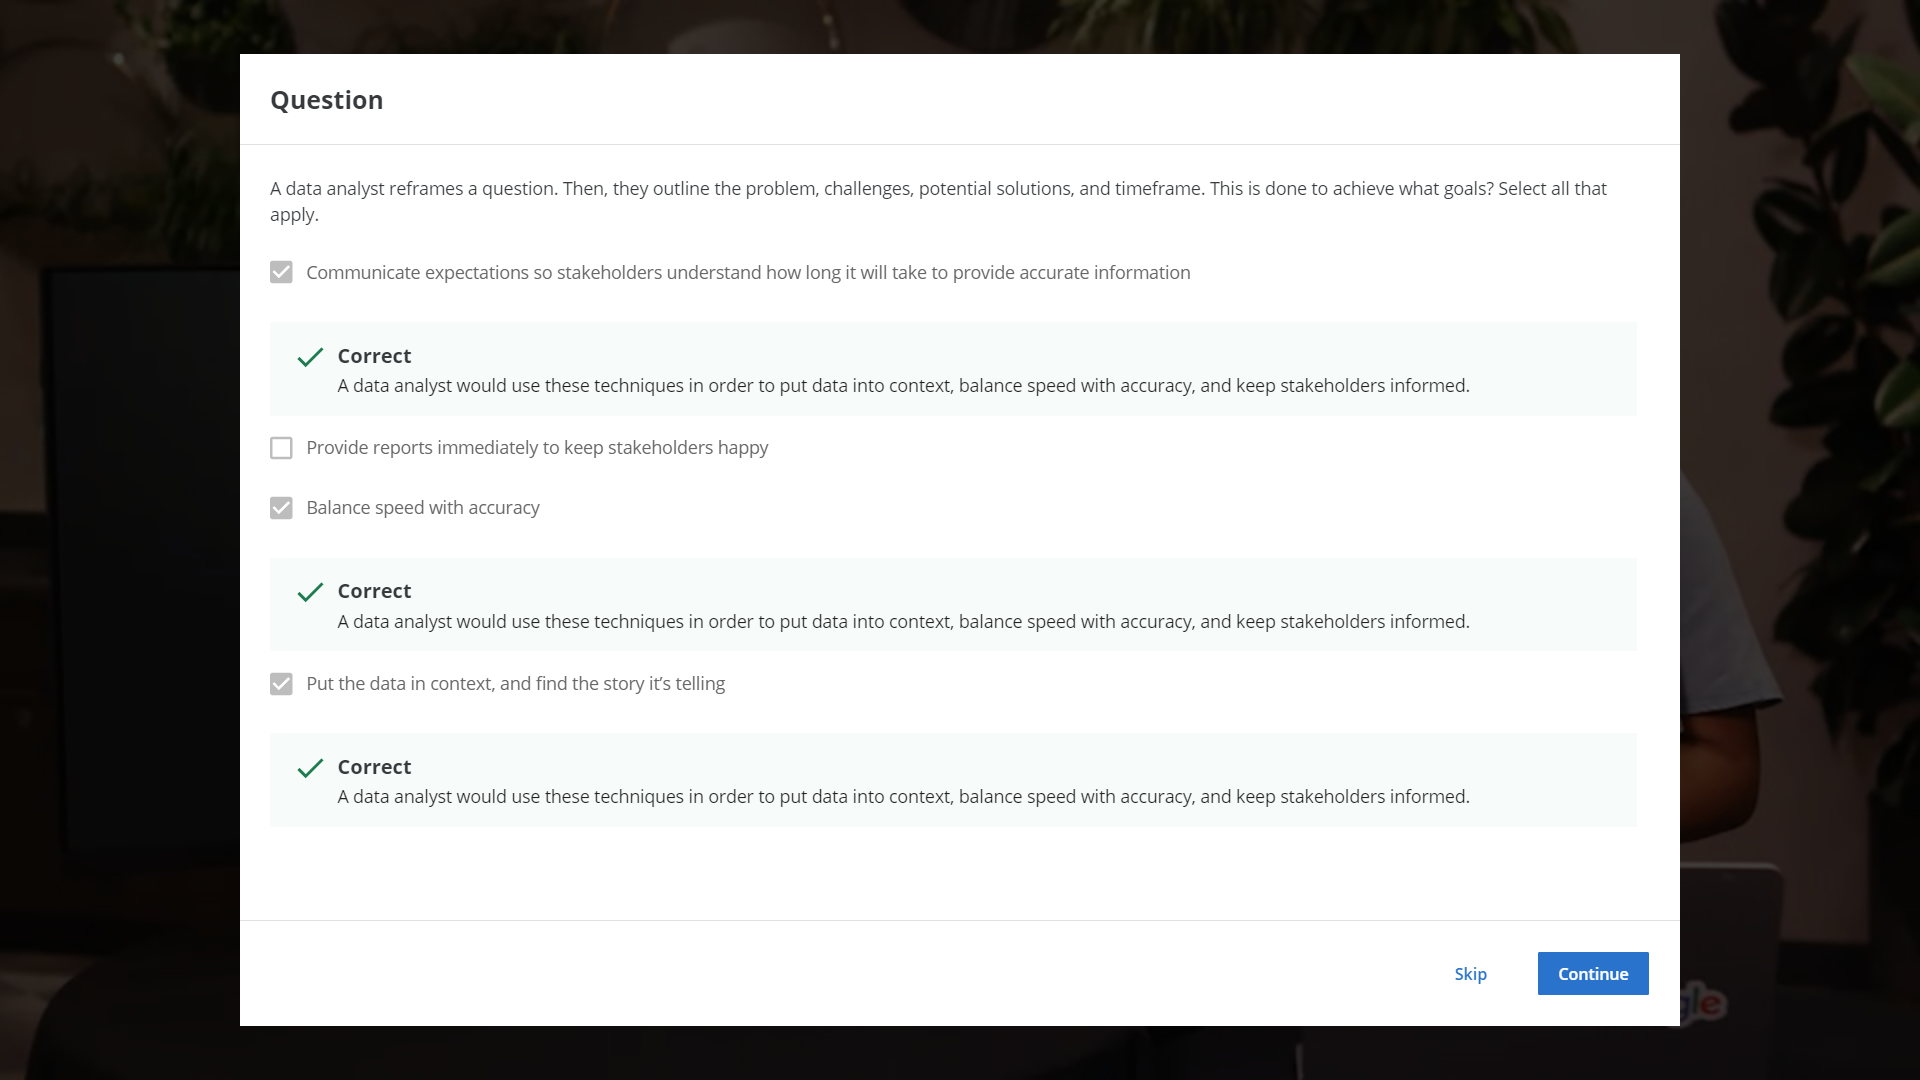 Question
A data analyst reframes a question. Then, they outline the problem, challenges, potential solutions, and timeframe. This is done to achieve what goals? Select all that
apply.
Communicate expectations so stakeholders understand how long it will take to provide accurate information
Correct
A data analyst would use these techniques in order to put data into context, balance speed with accuracy, and keep stakeholders informed.
Provide reports immediately to keep stakeholders happy
Balance speed with accuracy
Correct
A data analyst would use these techniques in order to put data into context, balance speed with accuracy, and keep stakeholders informed.
Put the data in context, and find the story it’s telling
Correct
A data analyst would use these techniques in order to put data into context, balance speed with accuracy, and keep stakeholders informed.
Skip
Continue
gle